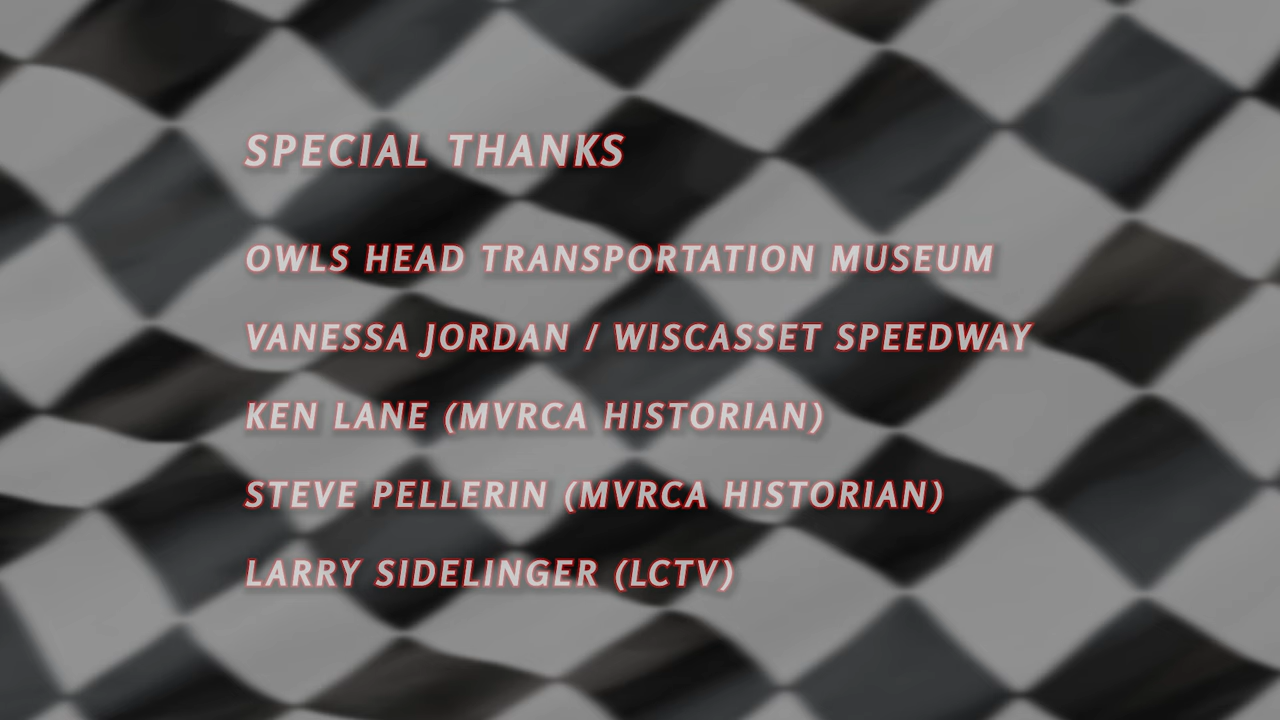 SPECIAL THANKS
OWLS HEAD TRANSPORTATION MUSEUM
VANESSA JORDAN / WISCASSET SPEEDWAY
KEN LANE (MVRCA HISTORIAN)
STEVE PELLERIN (MVRCA HISTORIAN)
LARRY SIDELINGER (LCTV)